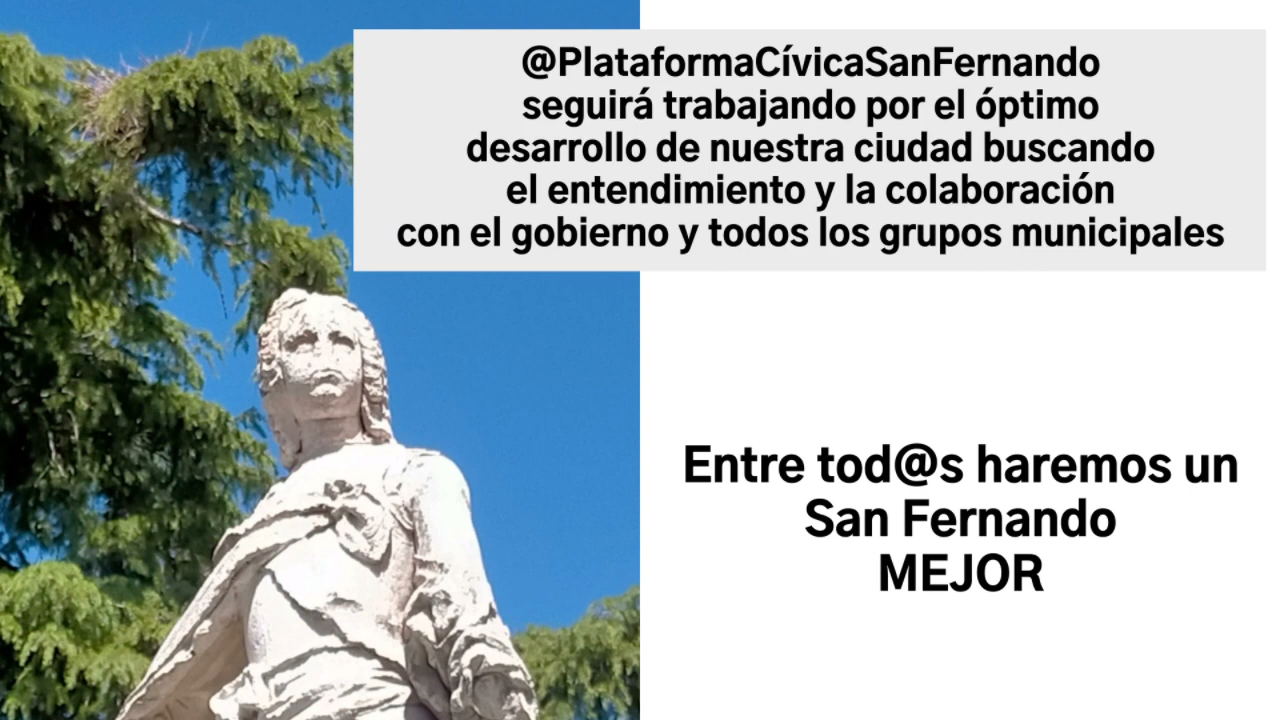 @PlataformaCívicaSanFernando
seguirá trabajando por el óptimo
desarrollo de nuestra ciudad buscando
el entendimiento y la colaboración
con el gobierno y todos los grupos municipales
Entre tod@s haremos un
San Fernando
MEJOR